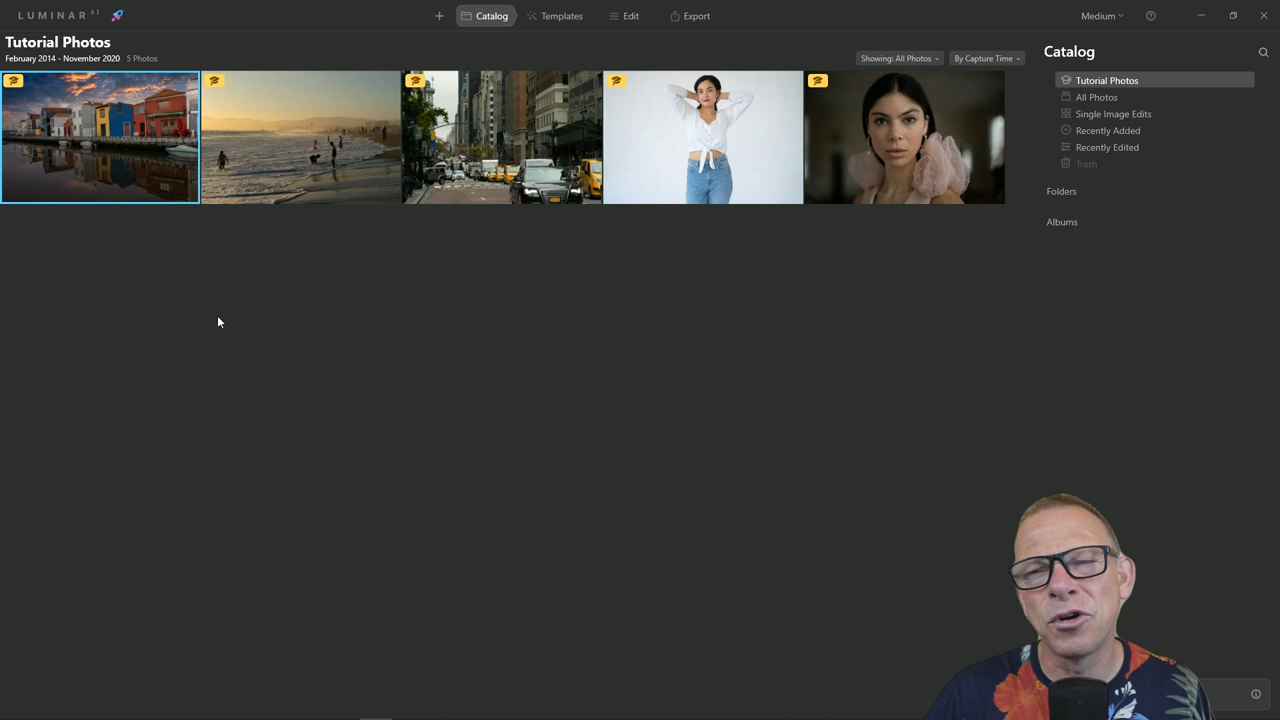 LUMINAR AI
Catalog
Templates
Edit
Export
Medium
Tutorial Photos
February 2014 - November 2020 5 Photos
Showing: All Photos
By Capture Time
Catalog
Tutorial Photos
All Photos
Single Image Edits
Recently Added
Recently Edited
Trash
Folders
Albums